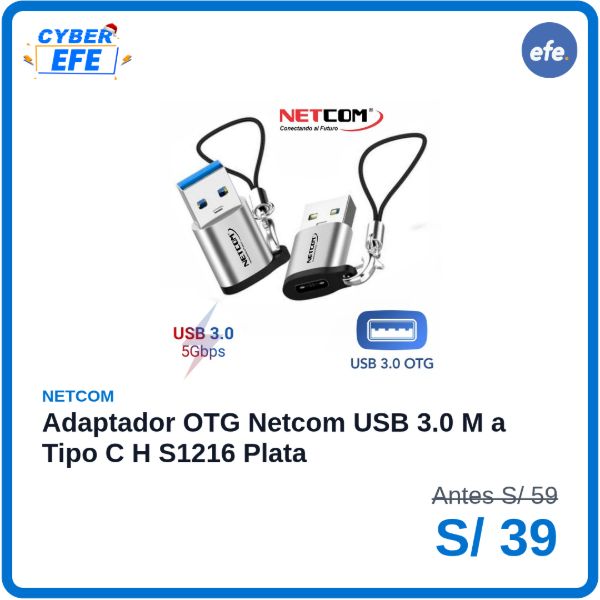 CYBER
EFE
efe.
NETCOM®
Conectando al Futuro
NETCOM
NETCOM
USB 3.0
5Gbps
USB 3.0 OTG
NETCOM
Adaptador OTG Netcom USB 3.0 M a
Tipo C H S1216 Plata
Antes S/ 59
S/ 39